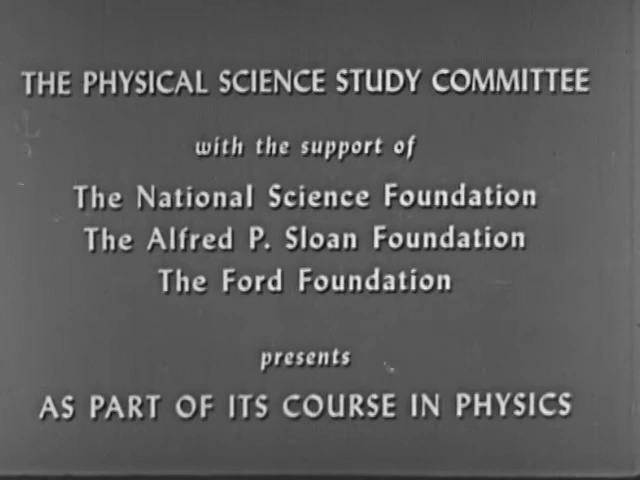 THE PHYSICAL SCIENCE STUDY COMMITTEE
with the support of
The National Science Foundation
The Alfred P. Sloan Foundation
The Ford Foundation
presents
AS PART OF ITS COURSE IN PHYSICS